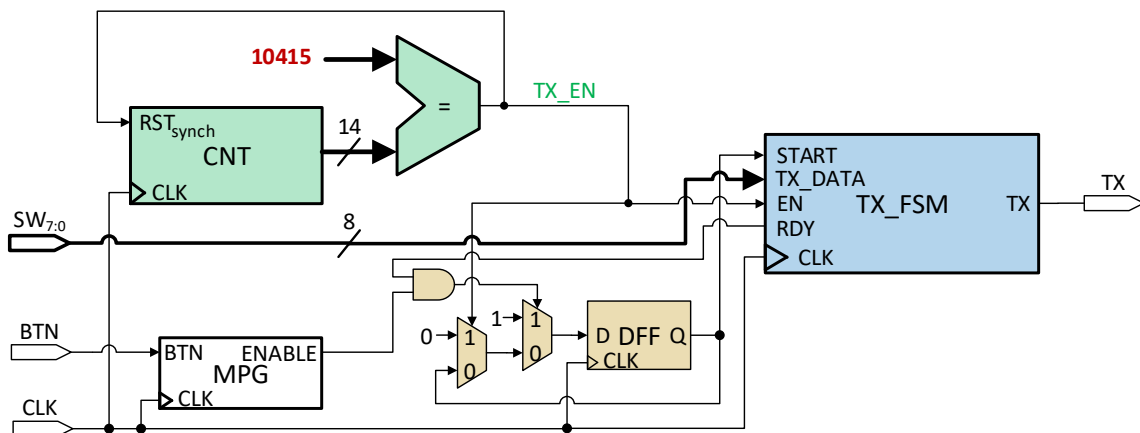 10415
TX_EN
=
RSTsynch
CNT
14
CLK
START
TX_DATA
EN
TX_FSM
RDY
CLK
TX
TX
SW7:0
8
BTN
BTN
ENABLE
MPG
CLK
CLK
0
1
0
1
1
0
D
DFF
Q
CLK